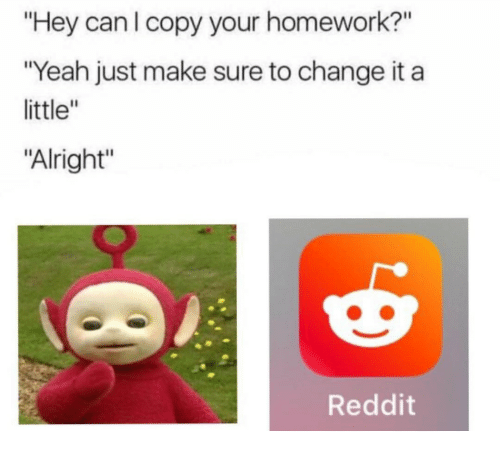 "Hey can I copy your homework?"
"Yeah just make sure to change it a
little"
"Alright"
Reddit